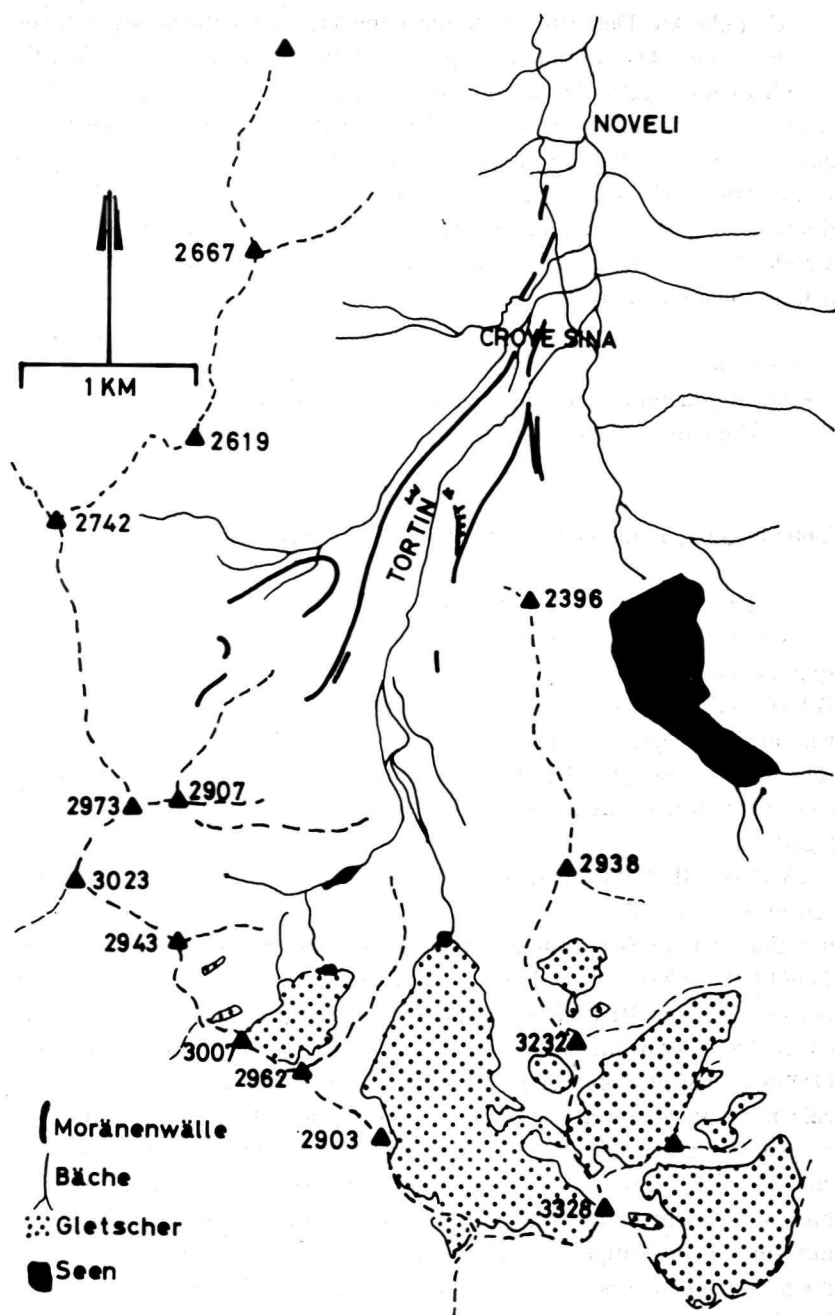 NOVELI
2667
CROYE SINA
1 KM
2619
2742
TORTIN
2396
2973
2907
3023
2938
2943
3007
2962
3232
2903
3328
Moränenwälle
Bäche
Gletscher
Seen